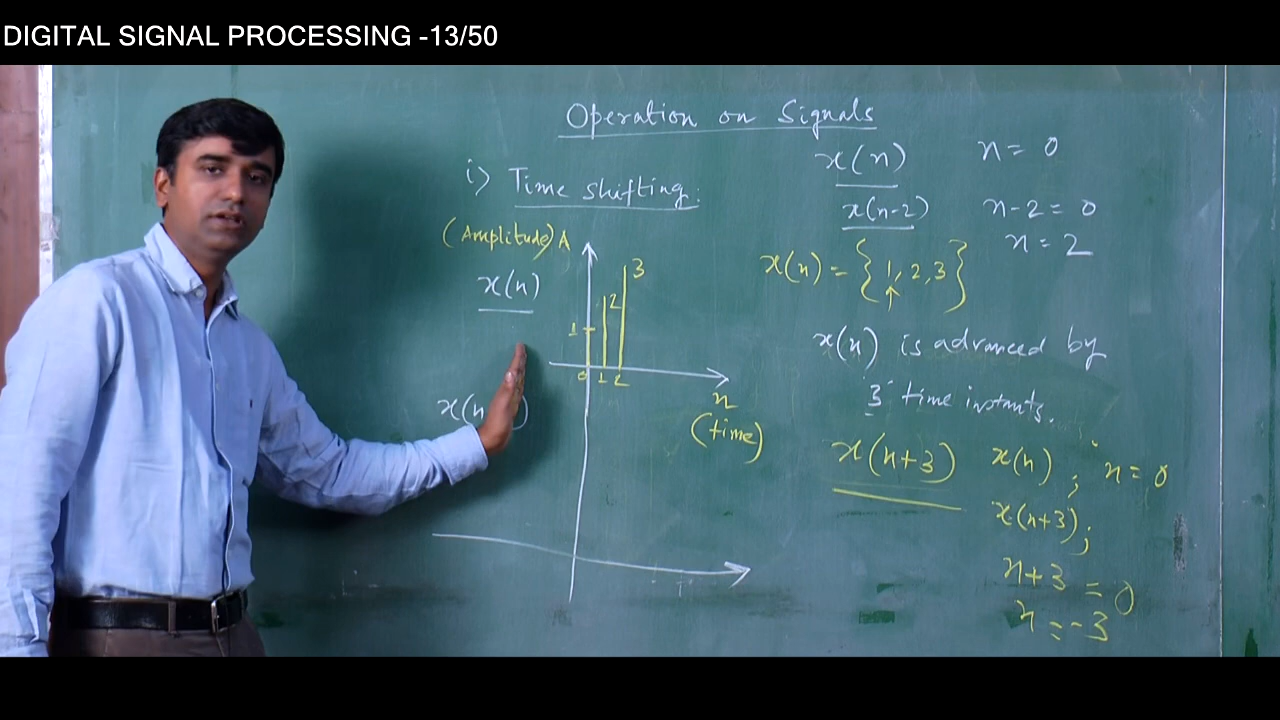 DIGITAL SIGNAL PROCESSING -13/50
Operation on Signals
i) Time shifting:
(Amplitude) A
x(n)
3
2
1
0 1 2
n
(time)
x(n
)
x(n) n = 0
x(n-2) n-2 = 0
n = 2
x(n) = {1, 2, 3}
↑
x(n) is advanced by
3 time instants.
x(n+3) x(n) ; n = 0
x(n+3);
n+3 = 0
n = -3